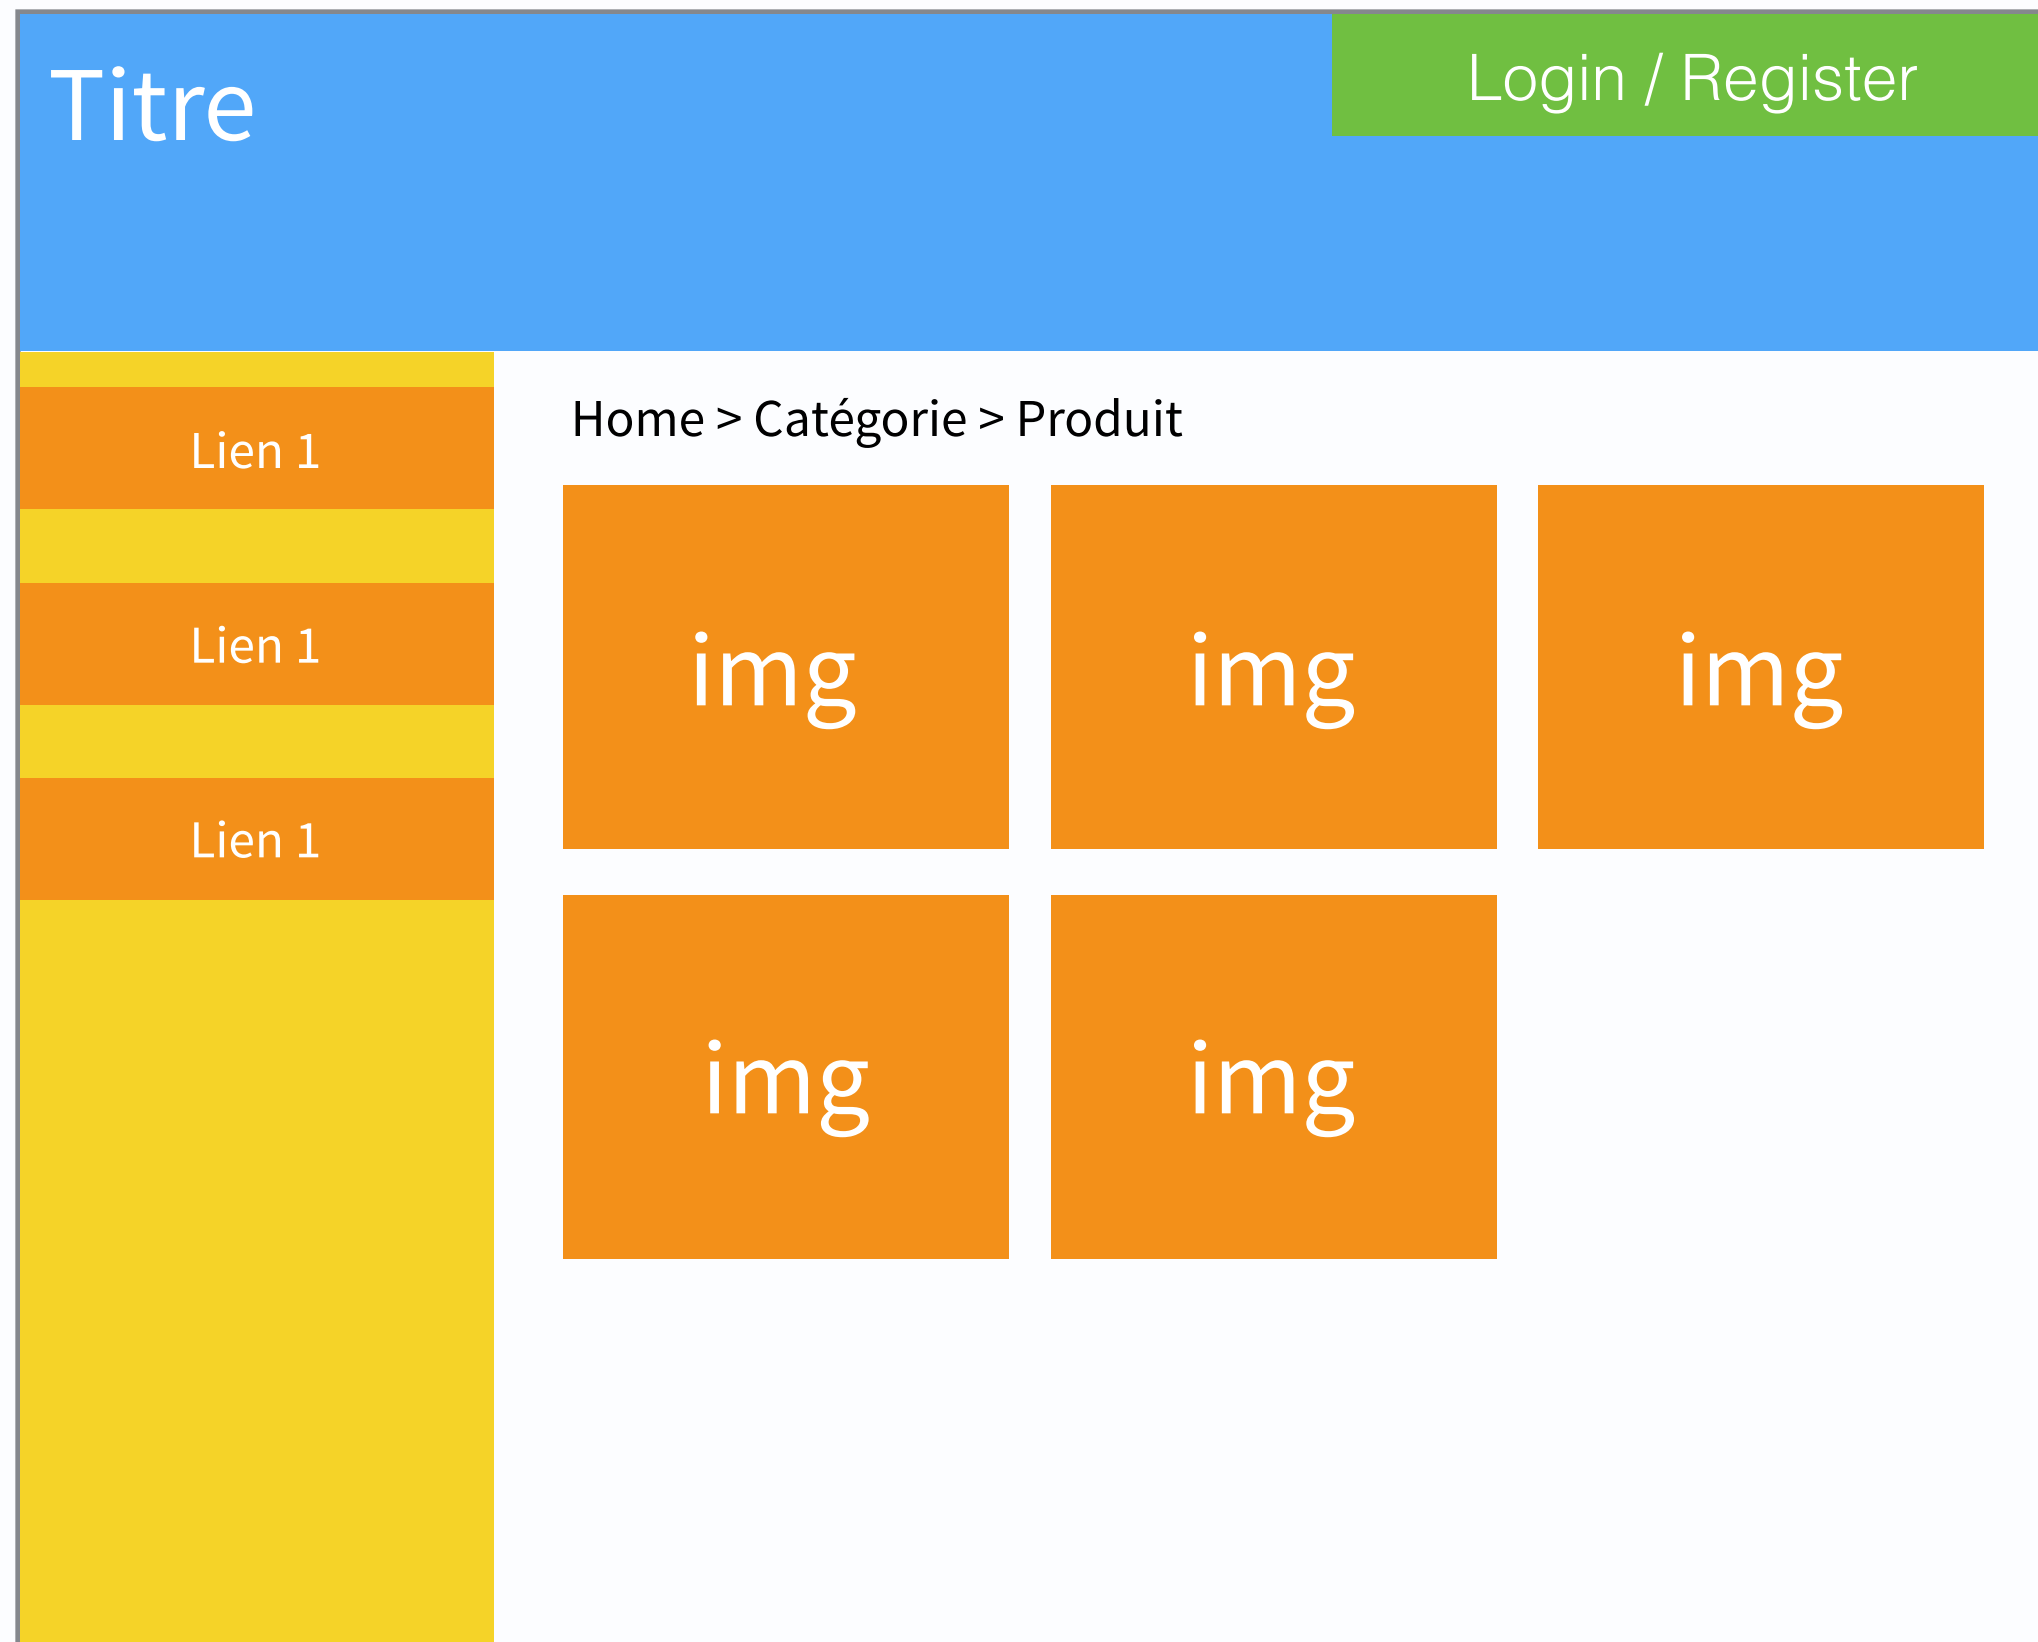 Titre
Login / Register
Home > Catégorie > Produit
Lien 1
Lien 1
Lien 1
img
img
img
img
img